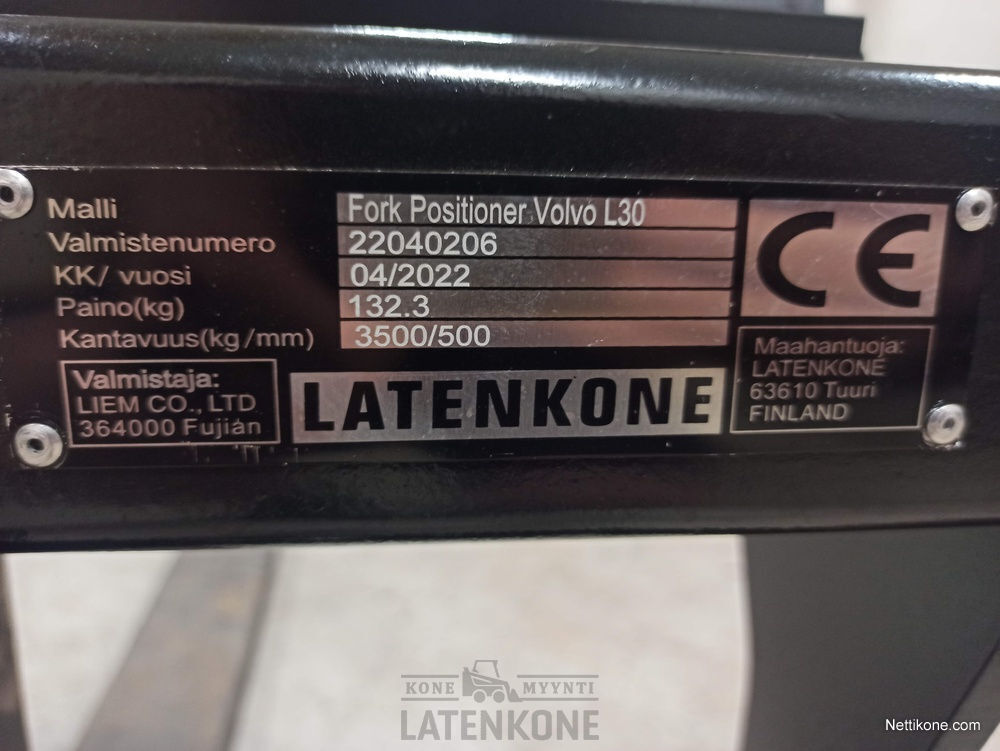 Malli Fork Positioner Volvo L30
Valmistenumero 22040206
KK/ vuosi 04/2022
Paino(kg) 132.3
Kantavuus(kg/mm) 3500/500
CE
Valmistaja:
LIEM CO., LTD
364000 Fujián
LATENKONE
Maahantuoja:
LATENKONE
63610 Tuuri
FINLAND
KONE MYYNTI
LATENKONE
Nettikone.com